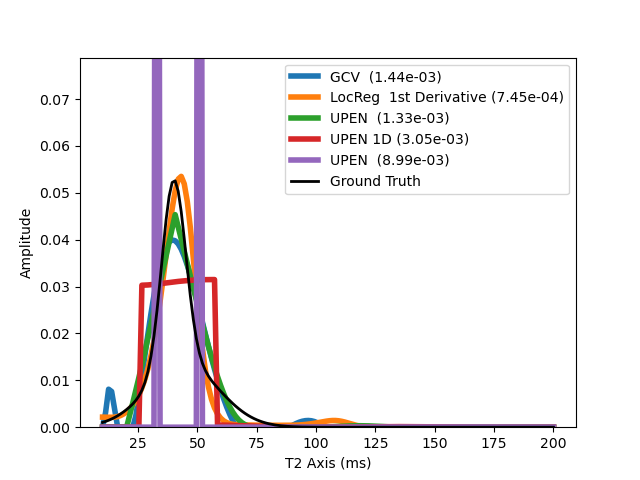 GCV  (1.44e-03)
LocReg  1st Derivative (7.45e-04)
UPEN  (1.33e-03)
UPEN 1D (3.05e-03)
UPEN  (8.99e-03)
Ground Truth
0.07
0.06
0.05
0.04
0.03
0.02
0.01
0.00
Amplitude
25 50 75 100 125 150 175 200
T2 Axis (ms)